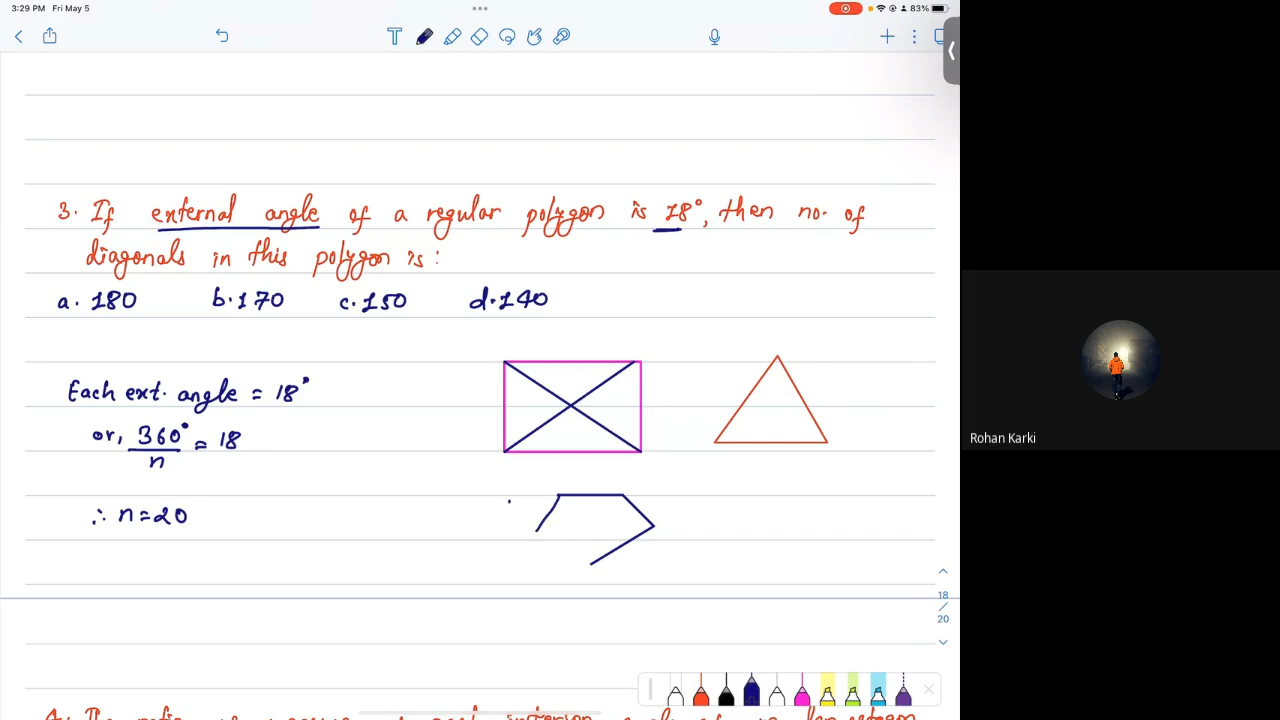 3:29 PM Fri May 5
83%
3. If external angle of a regular polygon is 18°, then no. of
diagonals in this polygon is:
a. 180 b. 170 c. 150 d. 140
Each ext. angle = 18°
or, 360°/n = 18
∴ n = 20
Rohan Karki
18
/
20